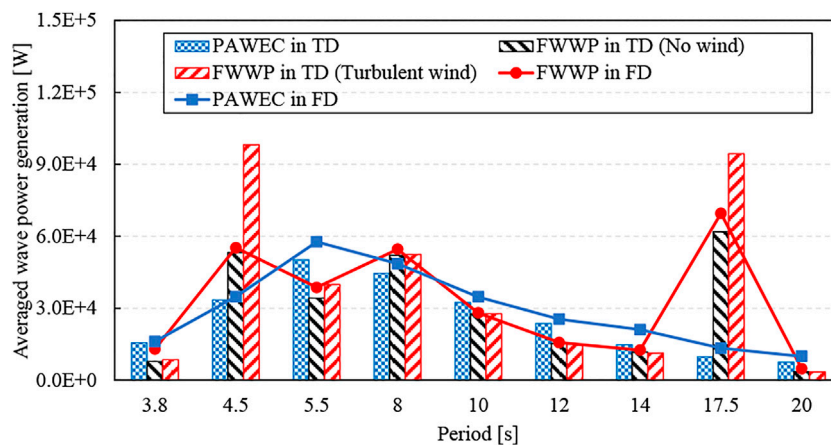 1.5E+5
1.2E+5
9.0E+4
6.0E+4
3.0E+4
0.0E+0
Averaged wave power generation [W]
PAWEC in TD
FWWP in TD (No wind)
FWWP in TD (Turbulent wind)
FWWP in FD
PAWEC in FD
3.8 4.5 5.5 8 10 12 14 17.5 20
Period [s]